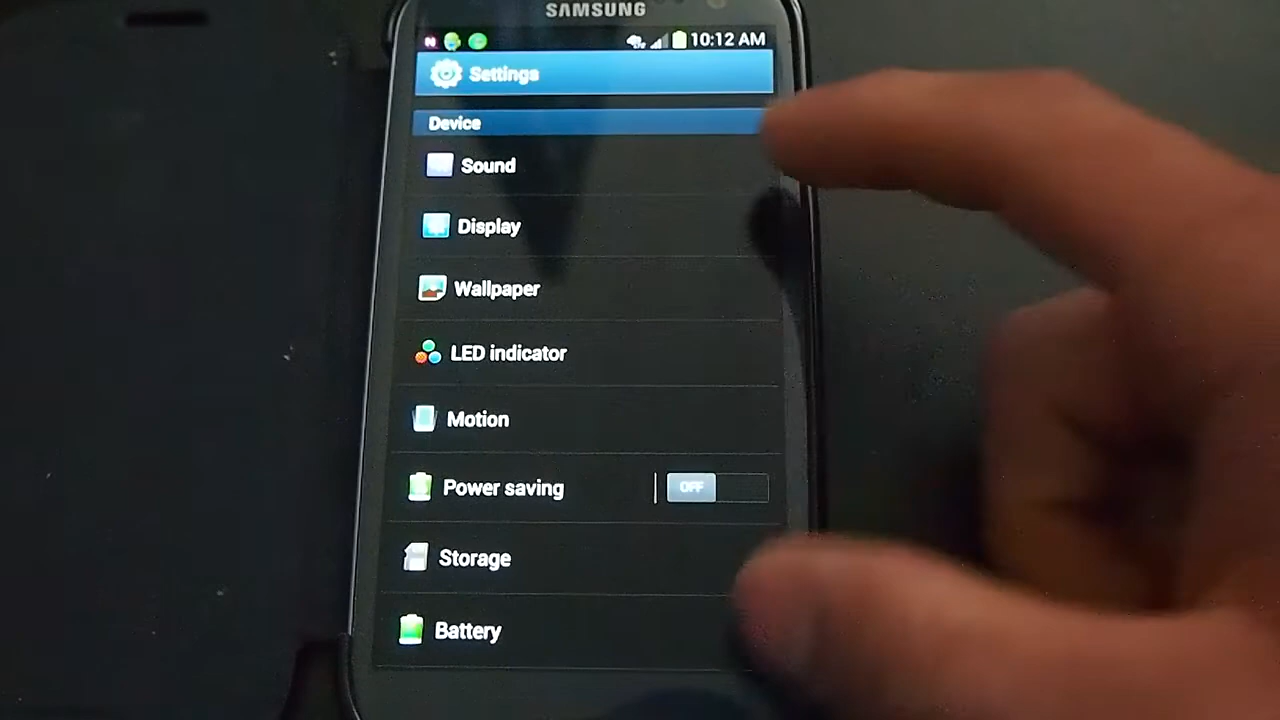 SAMSUNG
10:12 AM
Settings
Device
Sound
Display
Wallpaper
LED indicator
Motion
Power saving OFF
Storage
Battery